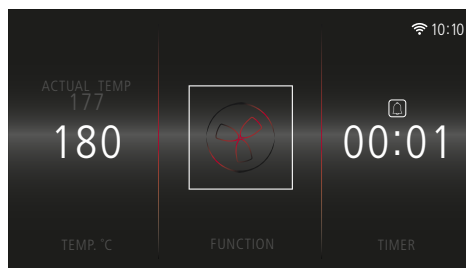 10:10
ACTUAL TEMP
177
180
00:01
TEMP. °C
FUNCTION
TIMER